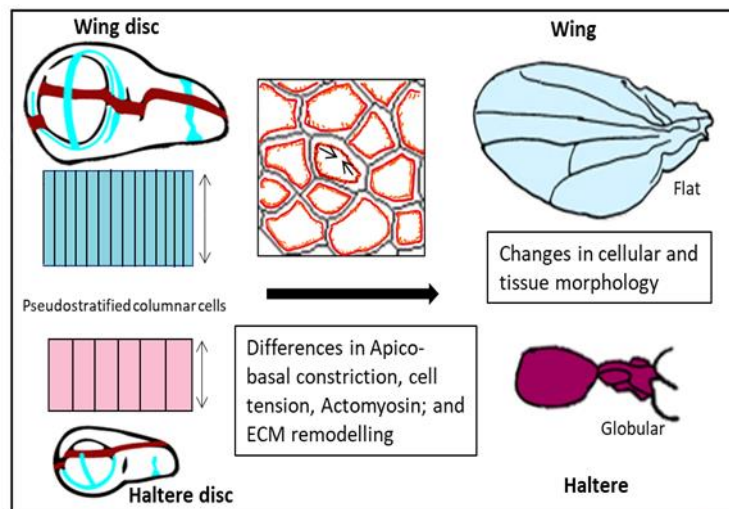 Wing disc
Wing
Flat
Changes in cellular and
tissue morphology
Pseudostratified columnar cells
Differences in Apico-
basal constriction, cell
tension, Actomyosin; and
ECM remodelling
Globular
Haltere disc
Haltere